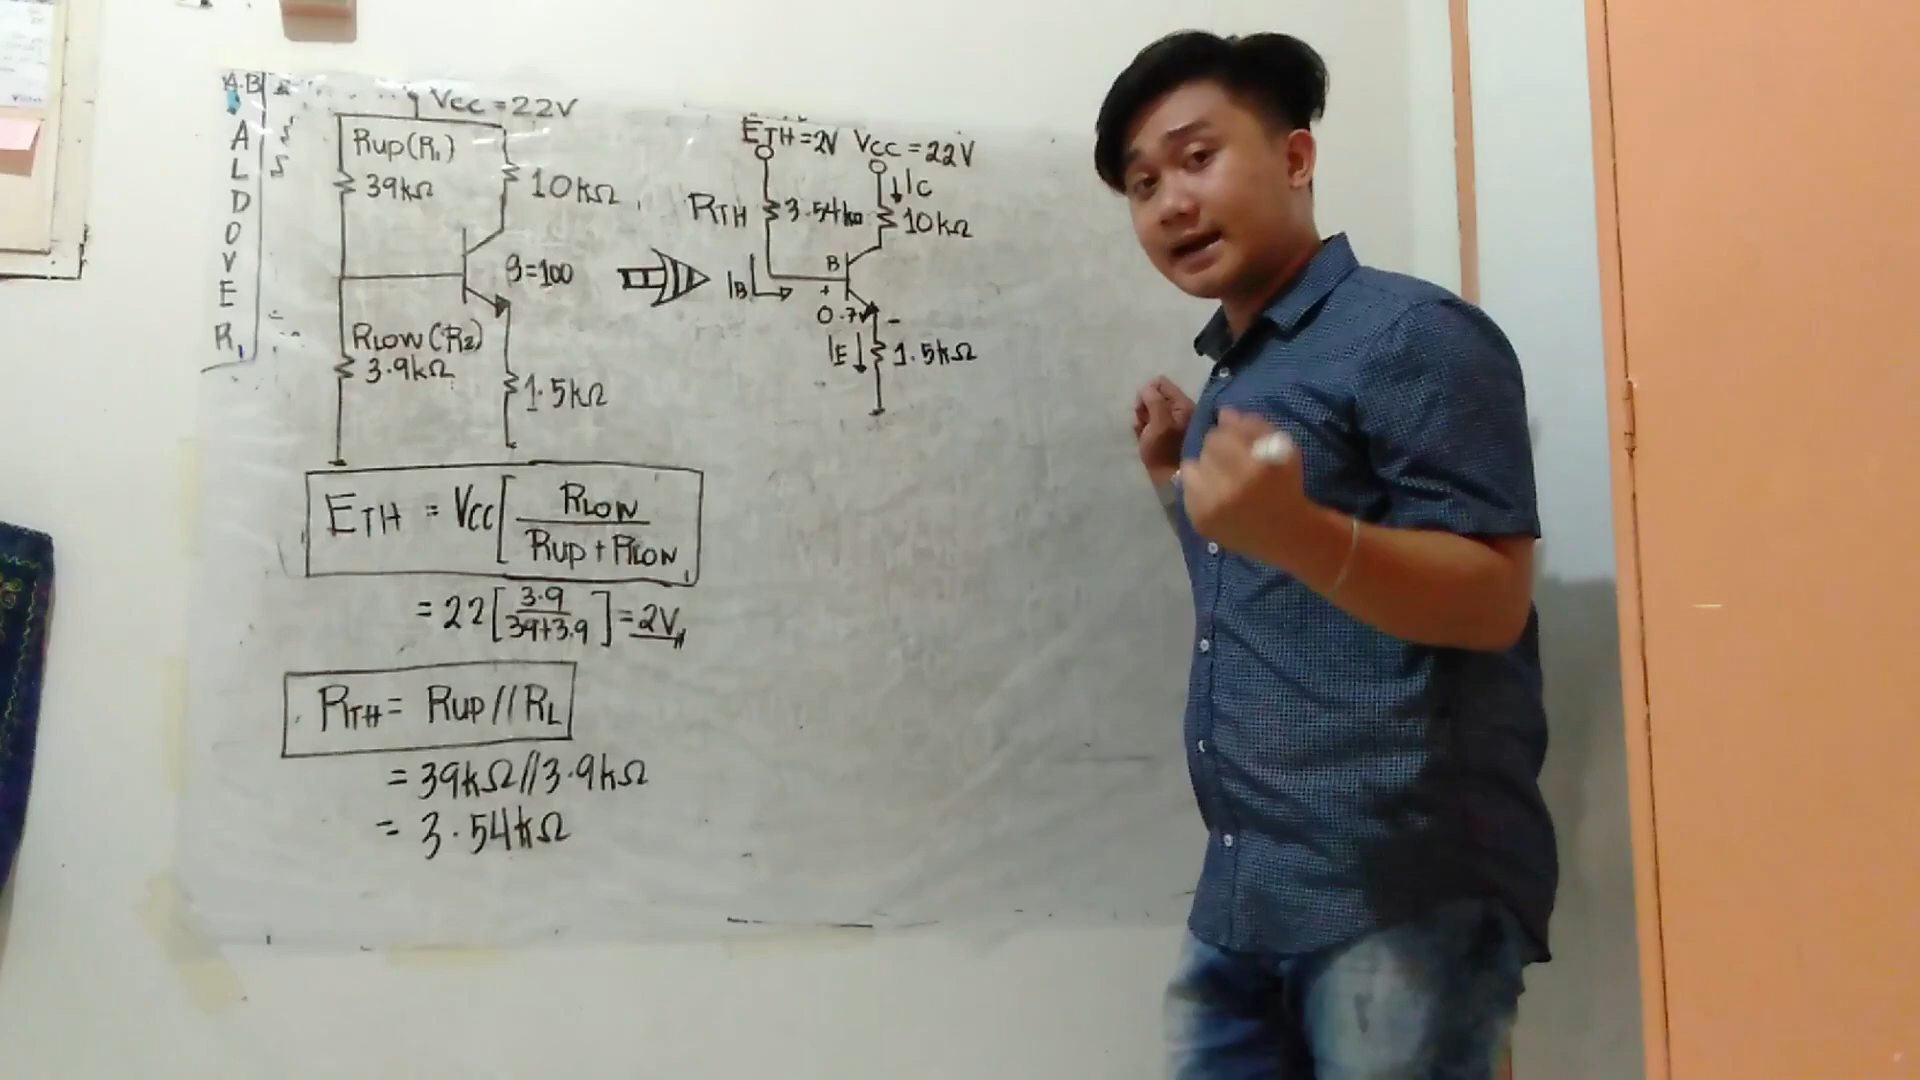 A.B
ALDOVER
Vcc = 22V
Rup(R1)
39kΩ
10kΩ
β=100
RLOW(R2)
3.9kΩ
1.5kΩ
ETH=2V Vcc=22V
IC
RTH 3.54kΩ 10kΩ
B
IB
+
0.7V -
IE 1.5kΩ
ETH = Vcc[RLOW / RUP + RLOW
= 22[3.9 / 39+3.9] = 2V
RTH = RUP//RL
= 39kΩ//3.9kΩ
= 3.54kΩ